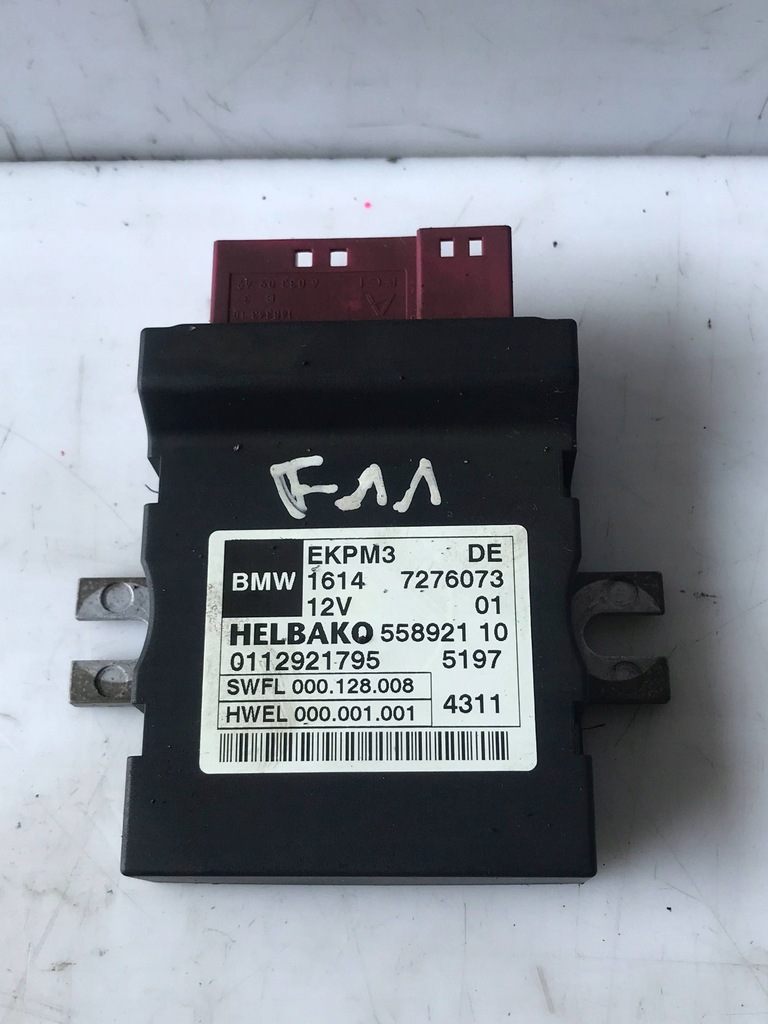 F11
EKPM3 DE
BMW 1614 7276073
12V 01
HELBAKO 558921 10
0112921795 5197
SWFL 000.128.008
HWEL 000.001.001 4311